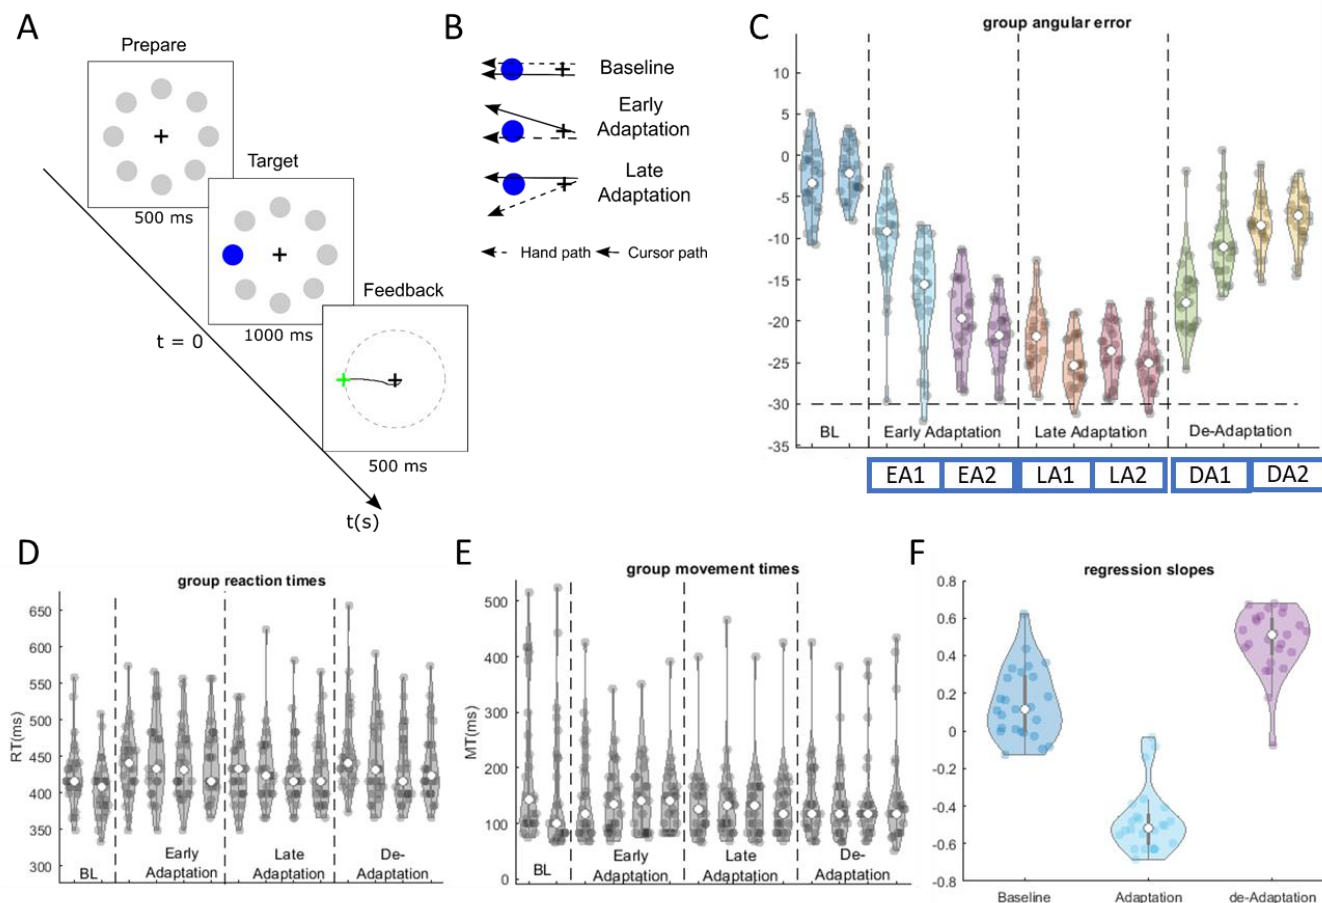 A
Prepare
500 ms
Target
1000 ms
t = 0
Feedback
500 ms
t(s)
B
Baseline
Early
Adaptation
Late
Adaptation
Hand path
Cursor path
C
group angular error
10
5
0
-5
-10
-15
-20
-25
-30
-35
BL
Early Adaptation
Late Adaptation
De-Adaptation
EA1
EA2
LA1
LA2
DA1
DA2
D
group reaction times
RT(ms)
650
600
550
500
450
400
350
300
BL
Early
Adaptation
Late
Adaptation
De-
Adaptation
E
group movement times
MT(ms)
500
400
300
200
100
0
BL
Early
Adaptation
Late
Adaptation
De-
Adaptation
F
regression slopes
0.8
0.6
0.4
0.2
0
-0.4
-0.6
-0.8
Baseline
Adaptation
de-Adaptation